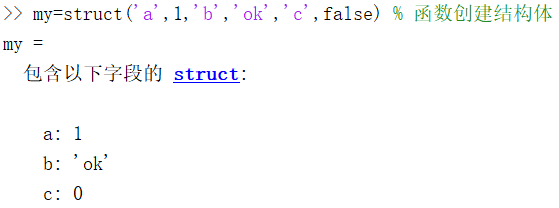 >> my=struct('a',1,'b','ok','c',false) % 函数创建结构体
my =
包含以下字段的 struct:
a: 1
b: 'ok'
c: 0